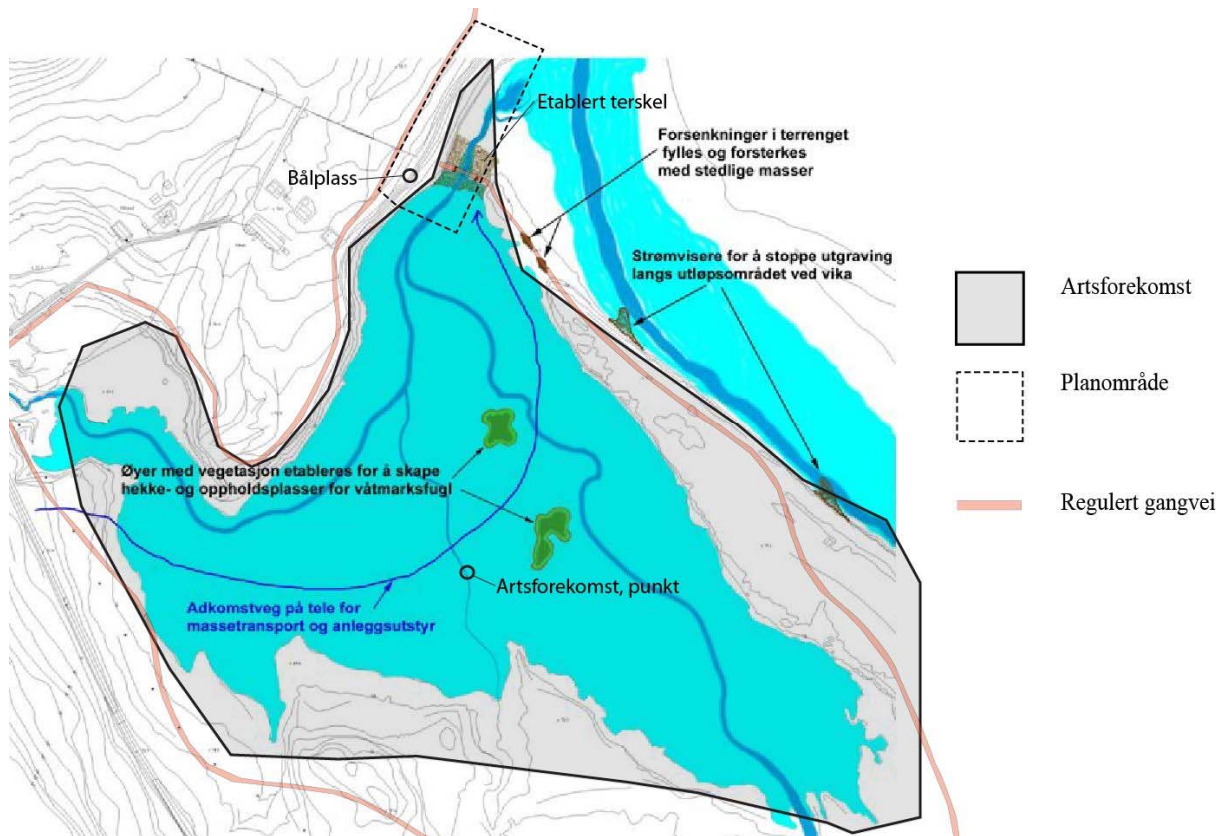 Etablert terskel
Forsenkninger i terrenget
fylles og forsterkes
med stedlige masser
Bålplass
Strømvisere for å stoppe utgraving
langs utløpsområdet ved vika
Artsforekomst
Planområde
Regulert gangvei
Øyer med vegetasjon etableres for å skape
hekke- og oppholdsplasser for våtmarksfugl
Artsforekomst, punkt
Adkomstveg på tele for
massetransport og anleggsutstyr